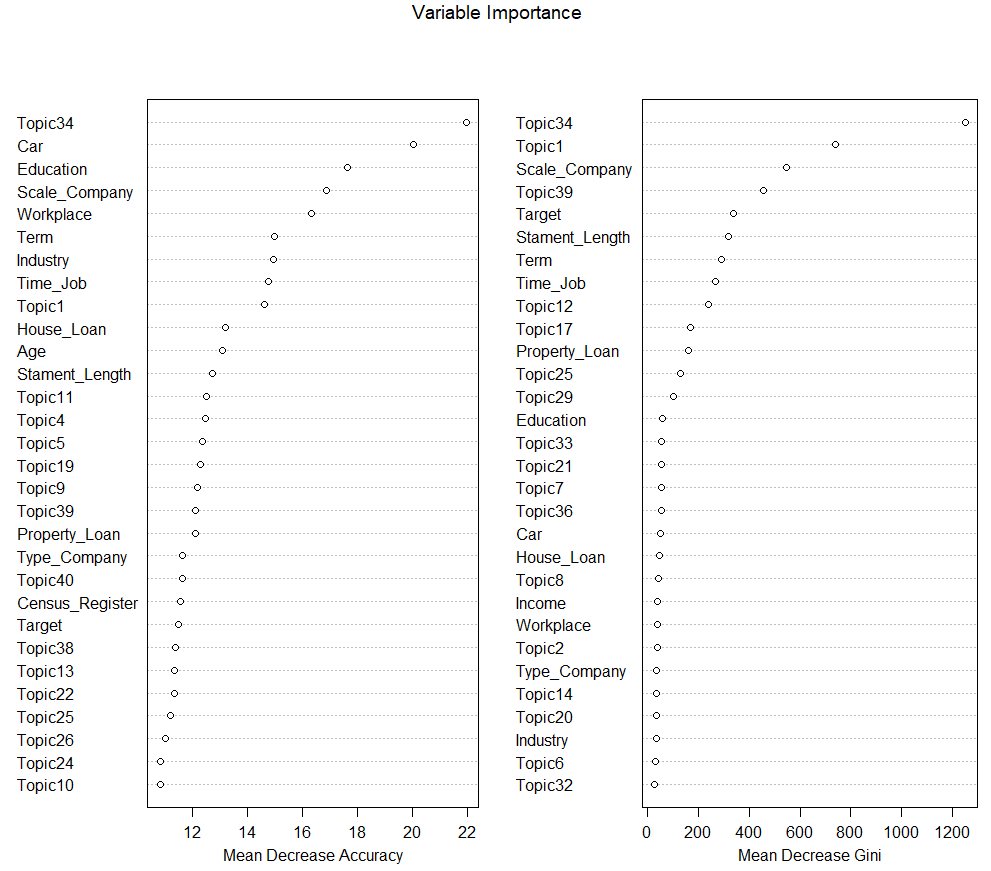 Variable Importance
Topic34
Car
Education
Scale_Company
Workplace
Term
Industry
Time_Job
Topic1
House_Loan
Age
Stament_Length
Topic11
Topic4
Topic5
Topic19
Topic9
Topic39
Property_Loan
Type_Company
Topic40
Census_Register
Target
Topic38
Topic13
Topic22
Topic25
Topic26
Topic24
Topic10
12 14 16 18 20 22
Mean Decrease Accuracy
Topic34
Topic1
Scale_Company
Topic39
Target
Stament_Length
Term
Time_Job
Topic12
Topic17
Property_Loan
Topic25
Topic29
Education
Topic33
Topic21
Topic7
Topic36
Car
House_Loan
Topic8
Income
Workplace
Topic2
Type_Company
Topic14
Topic20
Industry
Topic6
Topic32
0 200 400 600 800 1000 1200
Mean Decrease Gini